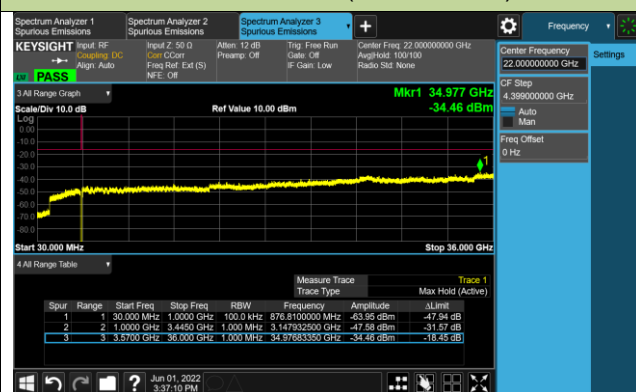 Spectrum Analyzer 1
Spurious Emissions
Spectrum Analyzer 2
Spurious Emissions
Spectrum Analyzer 3
Spurious Emissions
Frequency
KEYSIGHT
Input: RF
Coupling: DC
Align: Auto
Input Z: 50 Ω
Corr CCorr
Freq Ref: Ext (S)
NFE: Off
Atten: 12 dB
Preamp: Off
Trig: Free Run
Gate: Off
IF Gain: Low
Center Freq: 22.000000000 GHz
Avg|Hold: 100/100
Radio Std: None
PASS
Center Frequency
22.000000000 GHz
Settings
CF Step
4.399000000 GHz
Auto
Man
Freq Offset
0 Hz
3 All Range Graph
Mkr1 34.977 GHz
-34.46 dBm
Scale/Div 10.0 dB
Ref Value 10.00 dBm
Log
0.00
-10.0
-20.0
-30.0
-40.0
-50.0
-60.0
-70.0
-80.0
1
Start 30.000 MHz
Stop 36.000 GHz
4 All Range Table
Measure Trace Trace 1
Trace Type Max Hold (Active)
Spur Range Start Freq Stop Freq RBW Frequency Amplitude ΔLimit
1 1 30.000 MHz 1.0000 GHz 100.0 kHz 876.8100000 MHz -63.95 dBm -47.94 dB
2 2 1.0000 GHz 3.4450 GHz 1.000 MHz 3.147932500 GHz -47.58 dBm -31.57 dB
3 3 3.5700 GHz 36.000 GHz 1.000 MHz 34.97683350 GHz -34.46 dBm -18.45 dB
Jun 01, 2022
3:37:10 PM